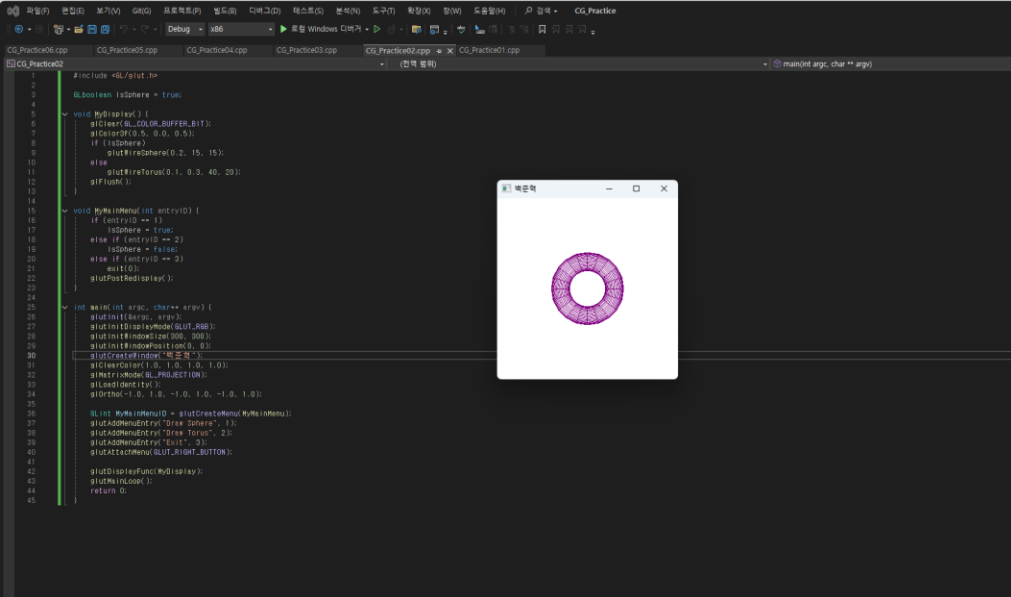 파일(F) 편집(E) 보기(V) Git(G) 프로젝트(P) 빌드(B) 디버그(D) 테스트(S) 분석(N) 도구(T) 확장(X) 창(W) 도움말(H) 검색 CG_Practice
Debug x86 로컬 Windows 디버거
CG_Practice06.cpp CG_Practice05.cpp CG_Practice04.cpp CG_Practice03.cpp CG_Practice02.cpp CG_Practice01.cpp
CG_Practice02 (전역 범위) main(int argc, char ** argv)
1 #include <GL/glut.h>
2
3 GLboolean IsSphere = true;
4
5 void MyDisplay() {
6 glClear(GL_COLOR_BUFFER_BIT);
7 glColor3f(0.5, 0.0, 0.5);
8 if (IsSphere)
9 glutWireSphere(0.2, 15, 15);
10 else
11 glutWireTorus(0.1, 0.3, 40, 20);
12 glFlush();
13 }
14
15 void MyMainMenu(int entryID) {
16 if (entryID == 1)
17 IsSphere = true;
18 else if (entryID == 2)
19 IsSphere = false;
20 else if (entryID == 3)
21 exit(0);
22 glutPostRedisplay();
23 }
24
25 int main(int argc, char** argv) {
26 glutInit(&argc, argv);
27 glutInitDisplayMode(GLUT_RGB);
28 glutInitWindowSize(300, 300);
29 glutInitWindowPosition(0, 0);
30 glutCreateWindow("백준혁");
31 glClearColor(1.0, 1.0, 1.0, 1.0);
32 glMatrixMode(GL_PROJECTION);
33 glLoadIdentity();
34 glOrtho(-1.0, 1.0, -1.0, 1.0, -1.0, 1.0);
35
36 GLint MyMainMenuID = glutCreateMenu(MyMainMenu);
37 glutAddMenuEntry("Draw Sphere", 1);
38 glutAddMenuEntry("Draw Torus", 2);
39 glutAddMenuEntry("Exit", 3);
40 glutAttachMenu(GLUT_RIGHT_BUTTON);
41
42 glutDisplayFunc(MyDisplay);
43 glutMainLoop();
44 return 0;
45 }
백준혁